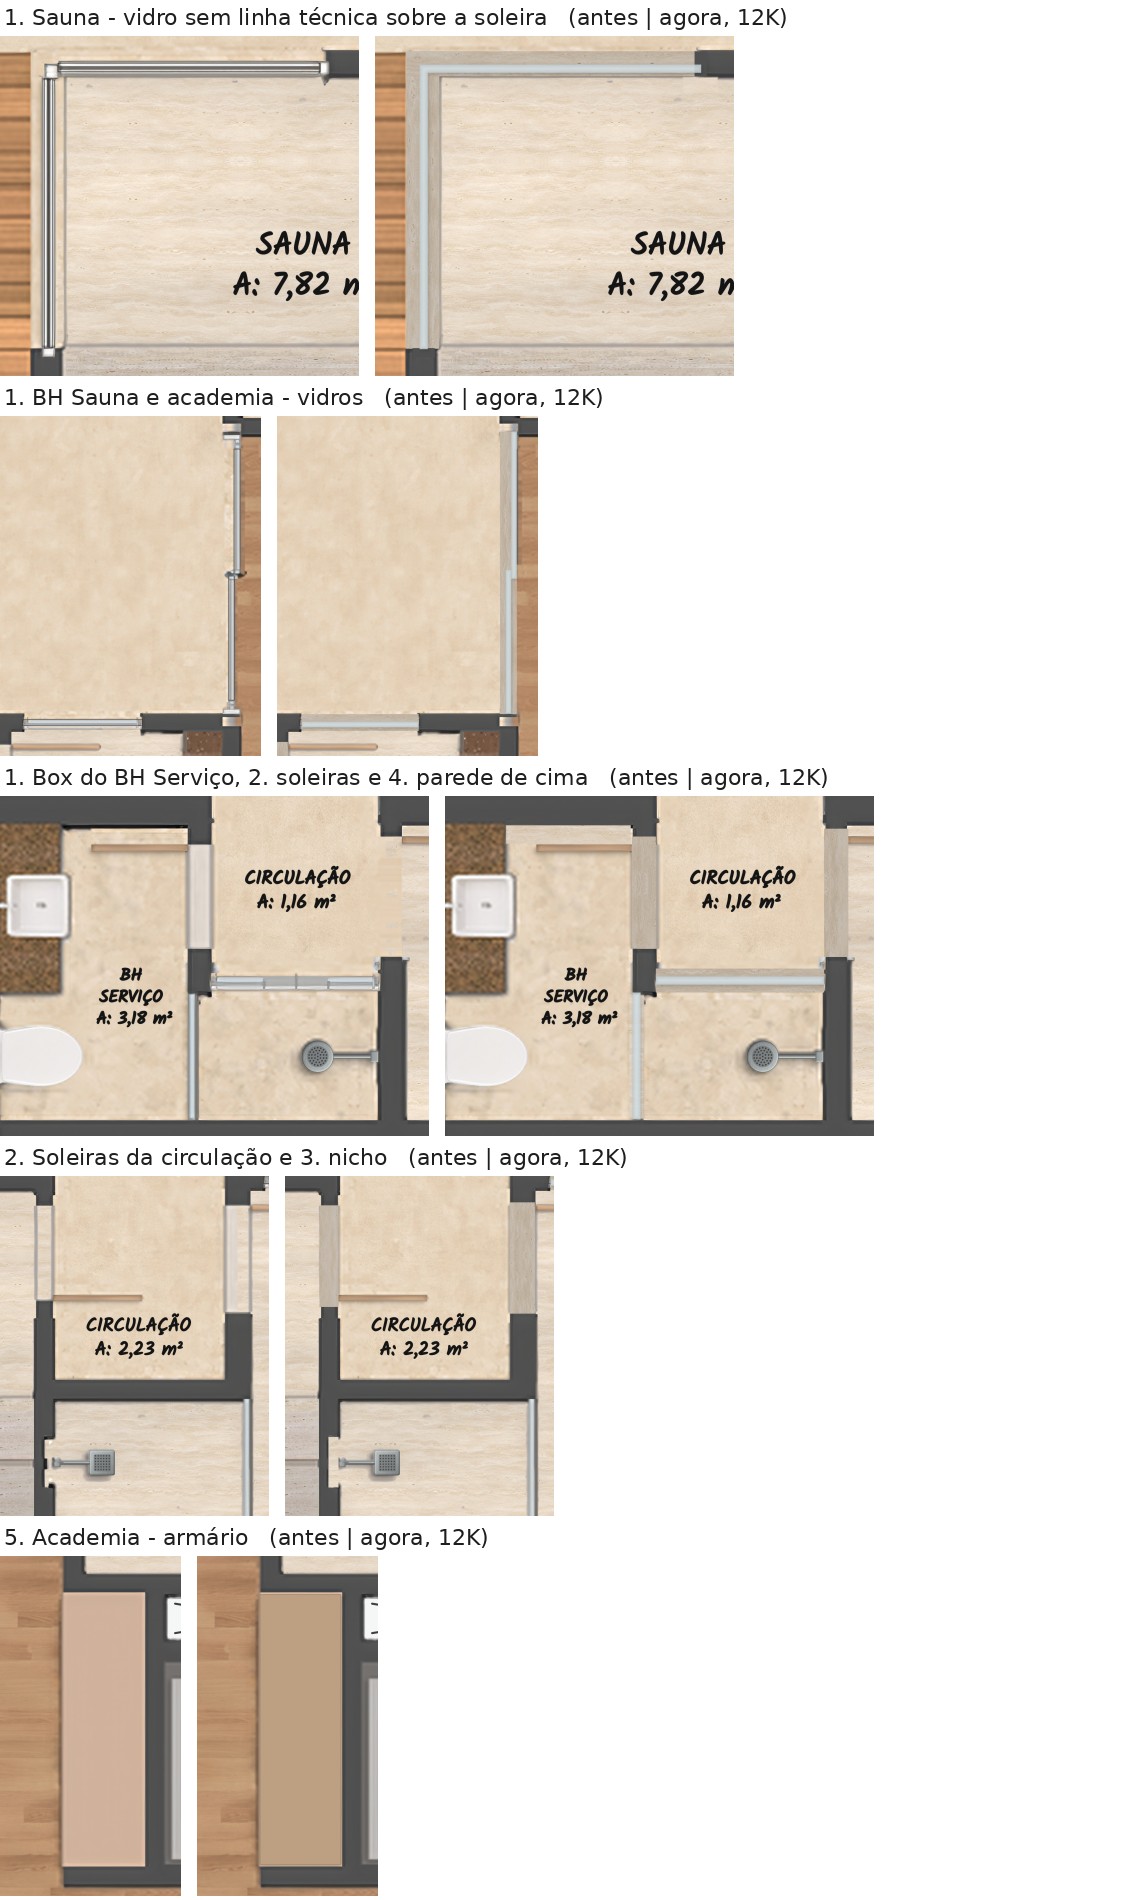 1. Sauna - vidro sem linha técnica sobre a soleira   (antes | agora, 12K)
SAUNA
A: 7,82 m
SAUNA
A: 7,82 m
1. BH Sauna e academia - vidros   (antes | agora, 12K)
1. Box do BH Serviço, 2. soleiras e 4. parede de cima   (antes | agora, 12K)
CIRCULAÇÃO
A: 1,16 m²
BH
SERVIÇO
A: 3,18 m²
CIRCULAÇÃO
A: 1,16 m²
BH
SERVIÇO
A: 3,18 m²
2. Soleiras da circulação e 3. nicho   (antes | agora, 12K)
CIRCULAÇÃO
A: 2,23 m²
CIRCULAÇÃO
A: 2,23 m²
5. Academia - armário   (antes | agora, 12K)